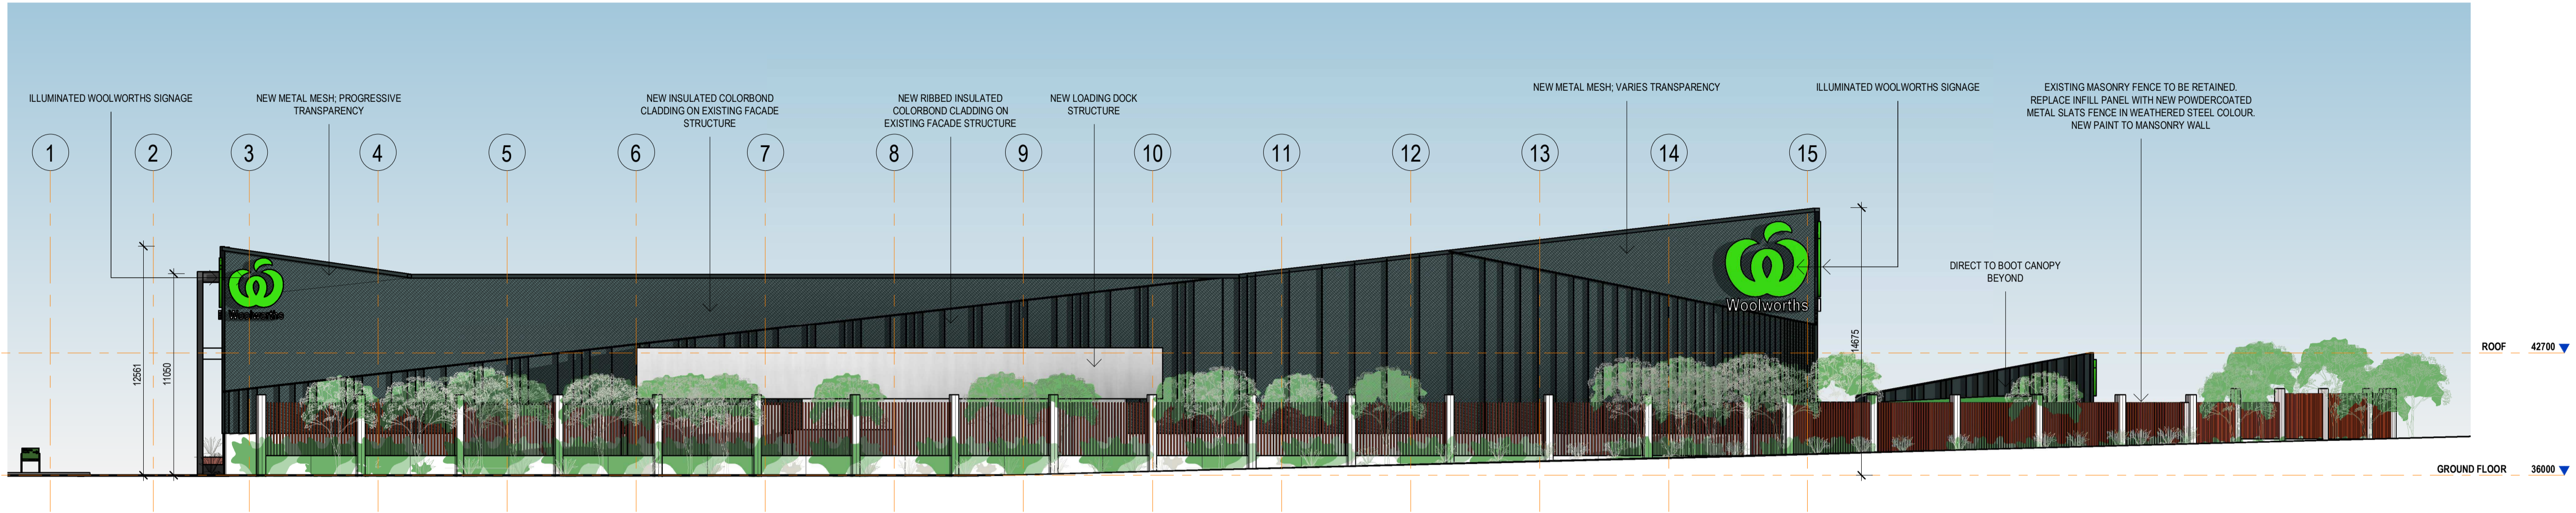 ILLUMINATED WOOLWORTHS SIGNAGE
NEW METAL MESH; PROGRESSIVE
TRANSPARENCY
NEW INSULATED COLORBOND
CLADDING ON EXISTING FACADE
STRUCTURE
NEW RIBBED INSULATED
COLORBOND CLADDING ON
EXISTING FACADE STRUCTURE
NEW LOADING DOCK
STRUCTURE
NEW METAL MESH; VARIES TRANSPARENCY
ILLUMINATED WOOLWORTHS SIGNAGE
EXISTING MASONRY FENCE TO BE RETAINED.
REPLACE INFILL PANEL WITH NEW POWDERCOATED
METAL SLATS FENCE IN WEATHERED STEEL COLOUR.
NEW PAINT TO MANSONRY WALL
1 2 3 4 5 6 7 8 9 10 11 12 13 14 15
DIRECT TO BOOT CANOPY
BEYOND
Woolworths
Woolworths
12561
11050
14675
ROOF 42700
GROUND FLOOR 36000